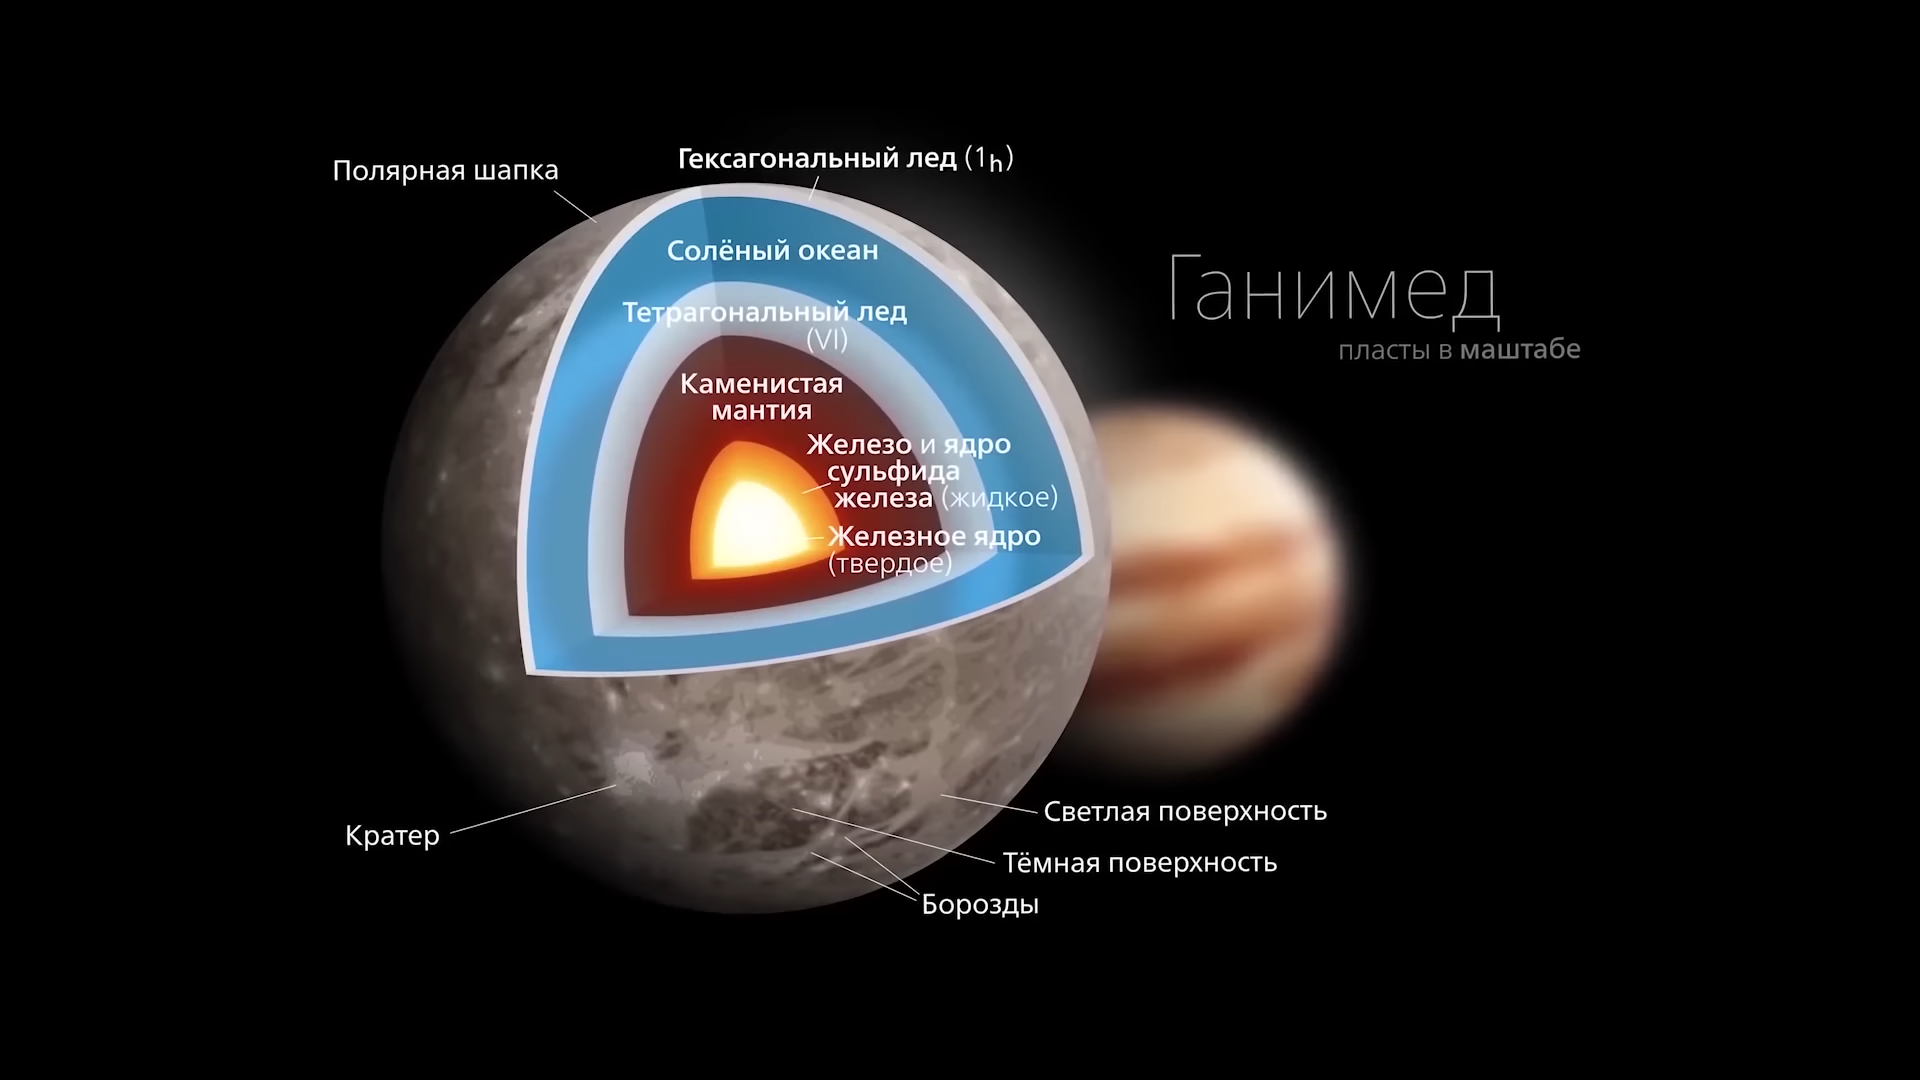 Полярная шапка
Гексагональный лед (1h)
Солёный океан
Тетрагональный лед
(VI)
Каменистая
мантия
Железо и ядро
сульфида
железа (жидкое)
Железное ядро
(твердое)
Ганимед
пласты в маштабе
Кратер
Светлая поверхность
Тёмная поверхность
Борозды